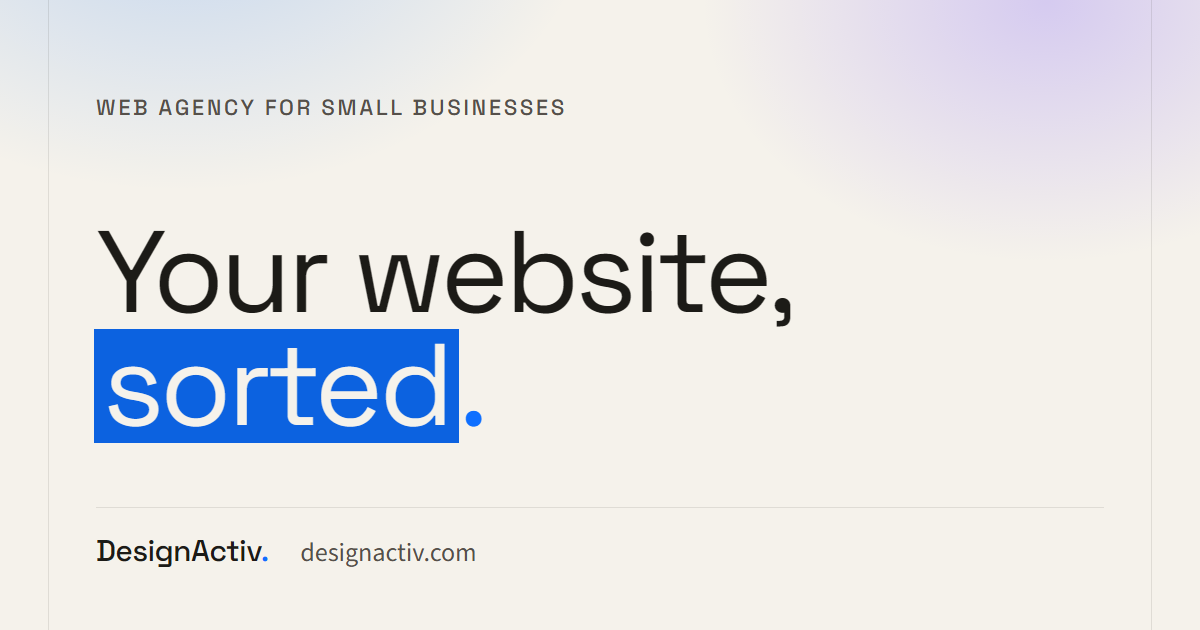 WEB AGENCY FOR SMALL BUSINESSES
Your website,
sorted.
DesignActiv. designactiv.com